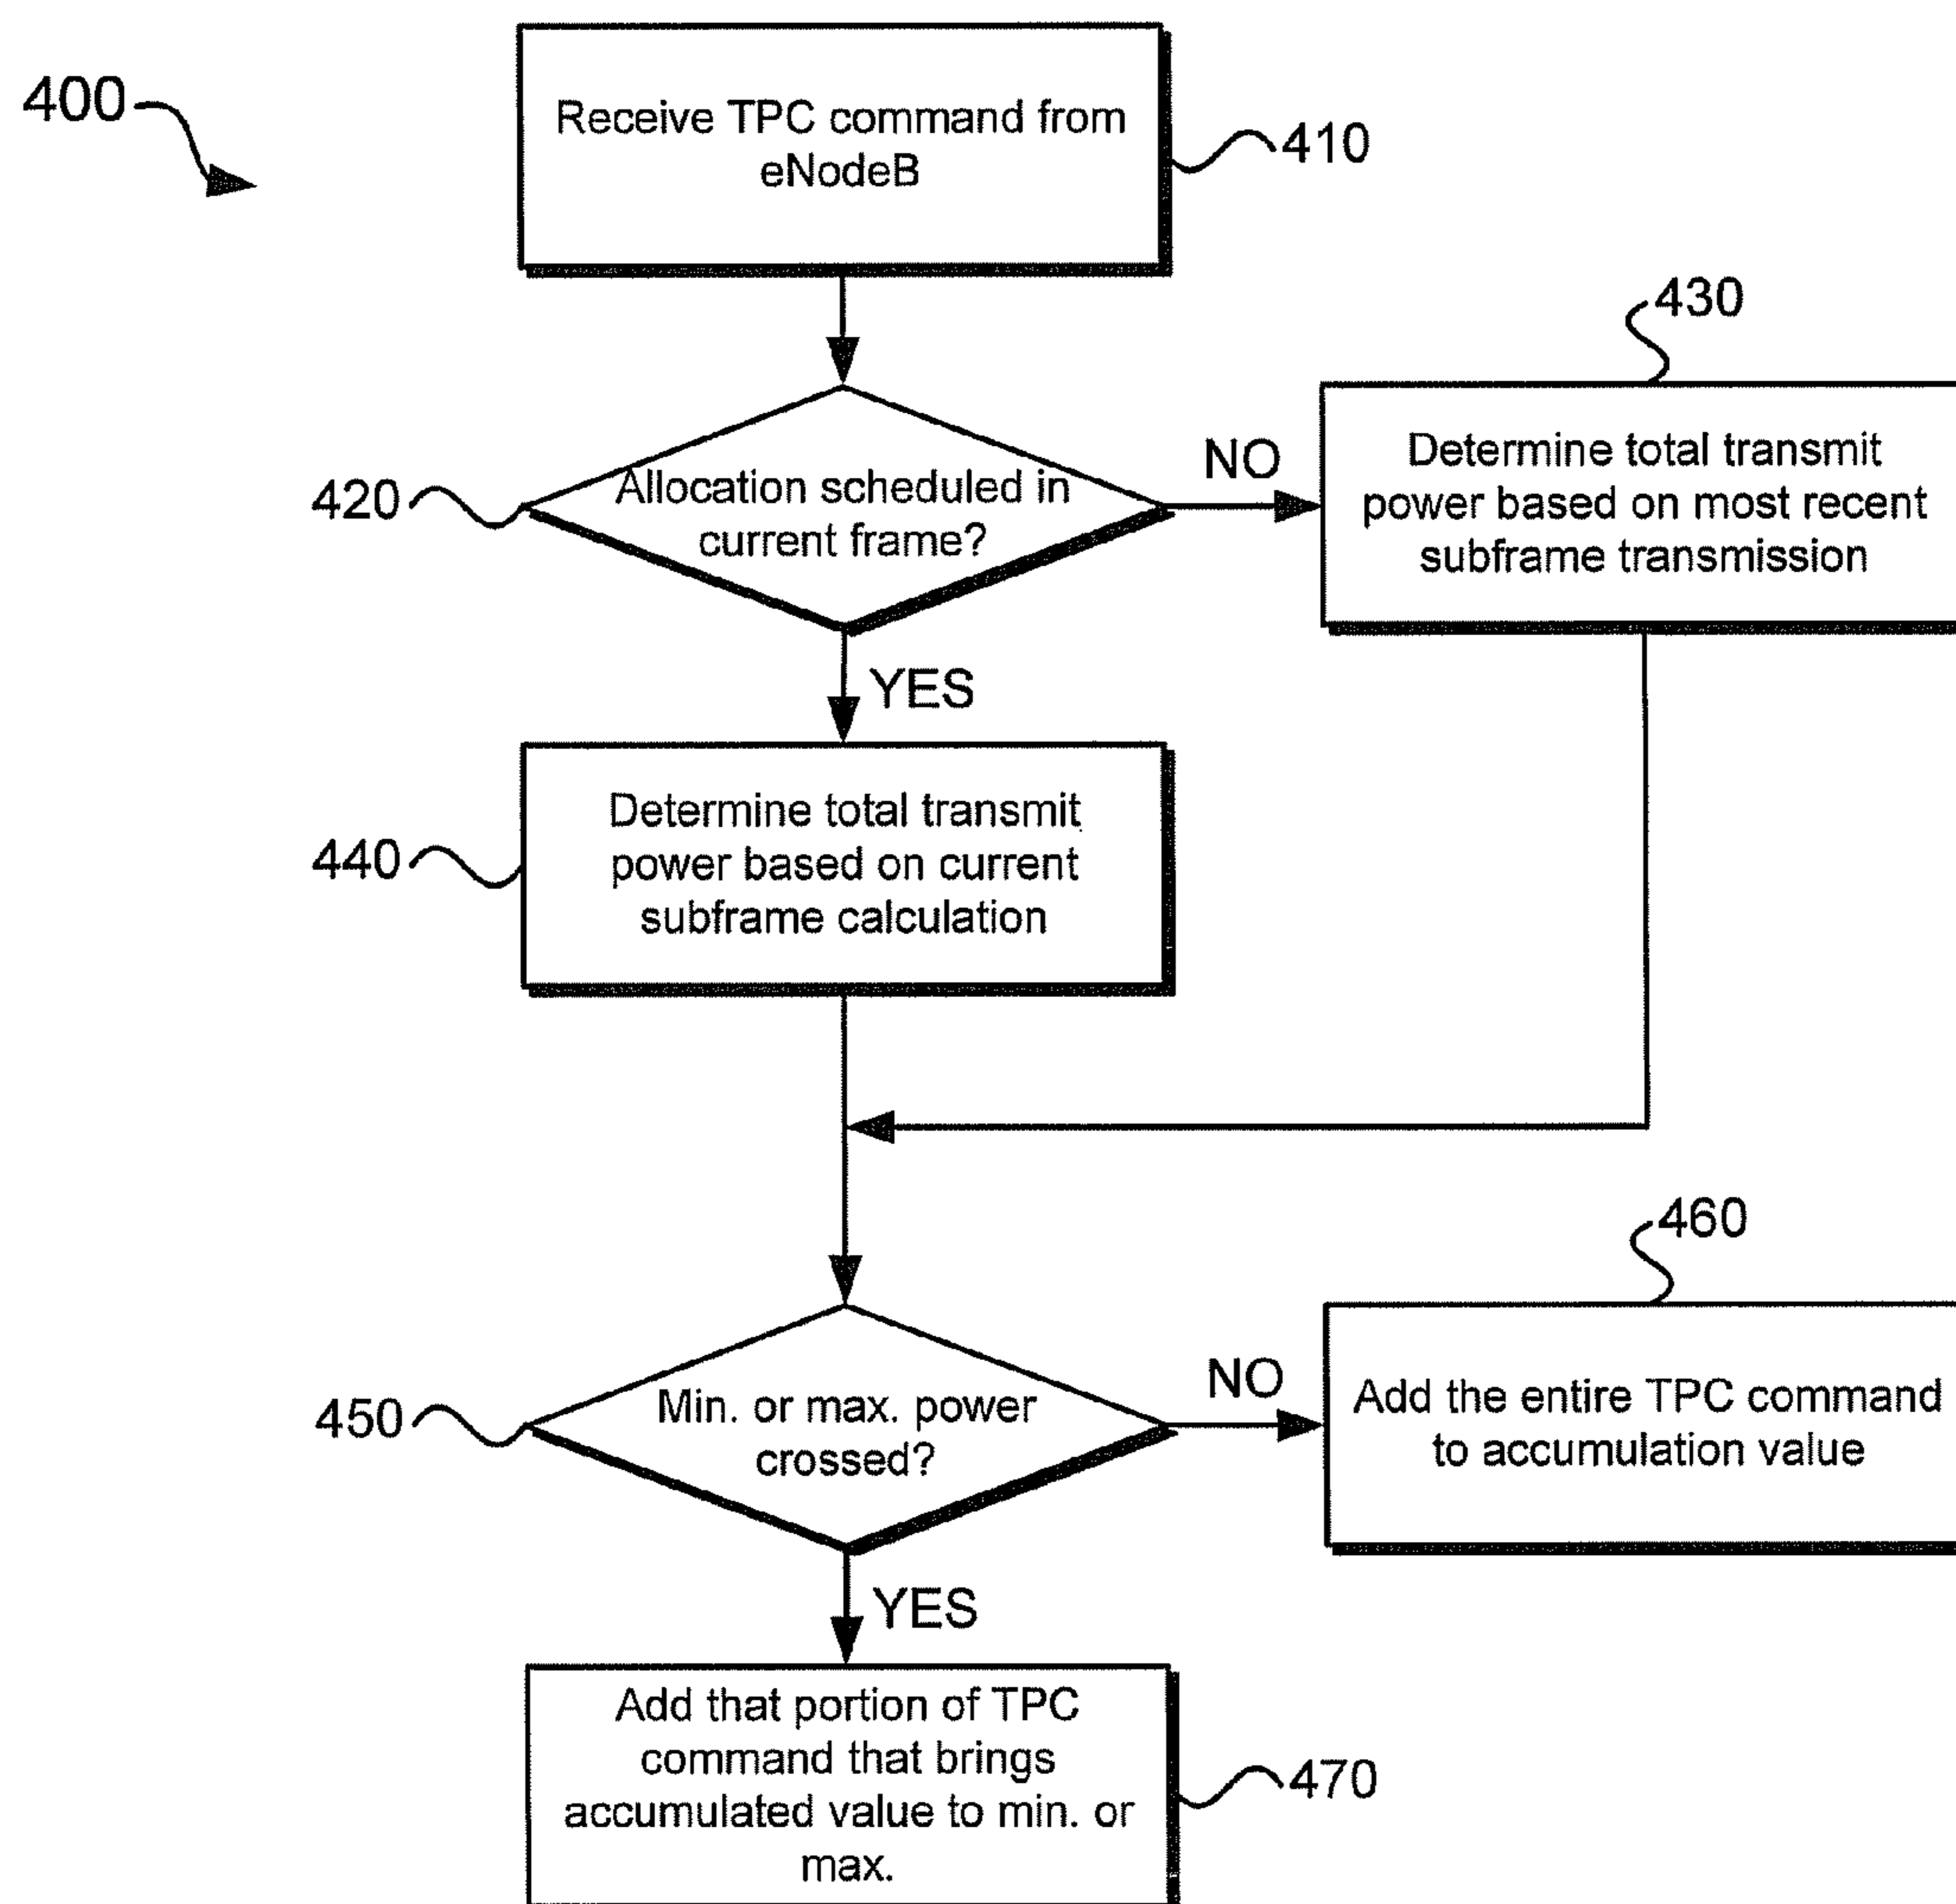 400
Receive TPC command from
eNodeB
410
430
420
Allocation scheduled in
current frame?
NO
Determine total transmit
power based on most recent
subframe transmission
YES
440
Determine total transmit
power based on current
subframe calculation
460
450
Min. or max. power
crossed?
NO
Add the entire TPC command
to accumulation value
YES
Add that portion of TPC
command that brings
accumulated value to min. or
max.
470